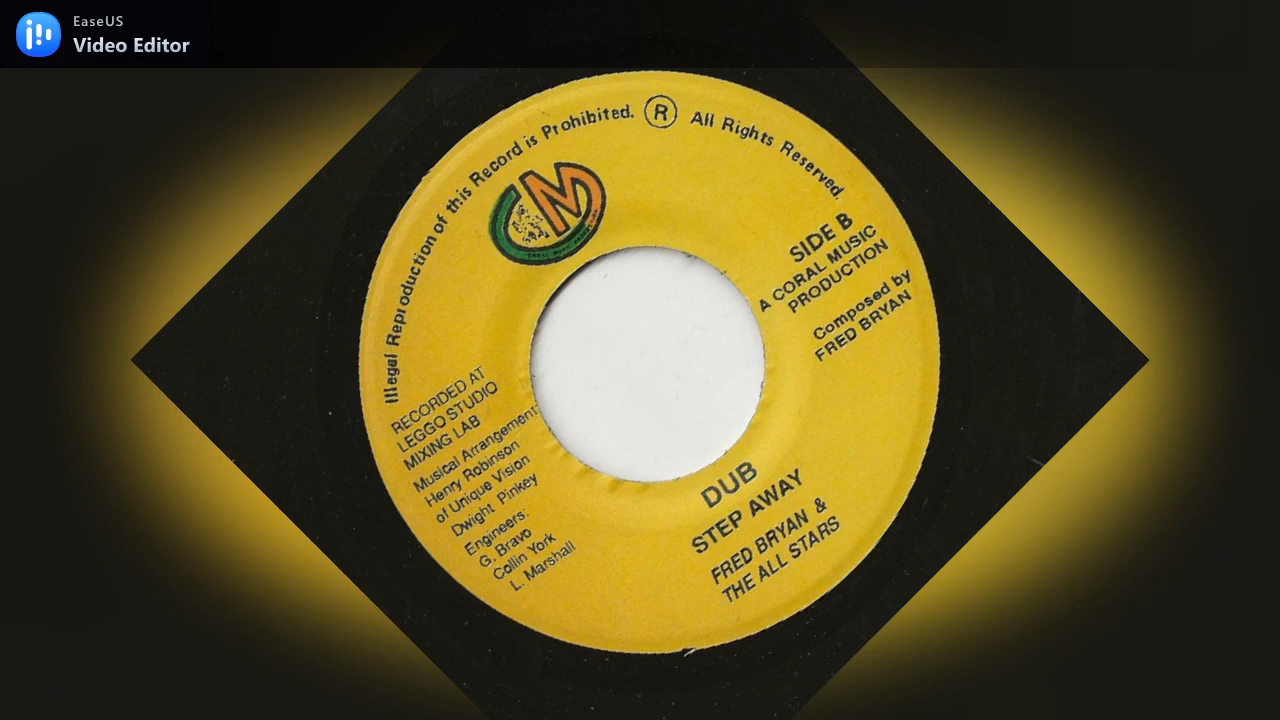 EaseUS
Video Editor
Illegal Reproduction of this Record is Prohibited. R All Rights Reserved.
CM
SIDE B
A CORAL MUSIC
PRODUCTION
Composed by
FRED BRYAN
RECORDED AT
LEGGO STUDIO
MIXING LAB
Musical Arrangement:
Henry Robinson
of Unique Vision
Dwight Pinkey
Engineers:
G. Bravo
Collin York
L. Marshall
DUB
STEP AWAY
FRED BRYAN &
THE ALL STARS